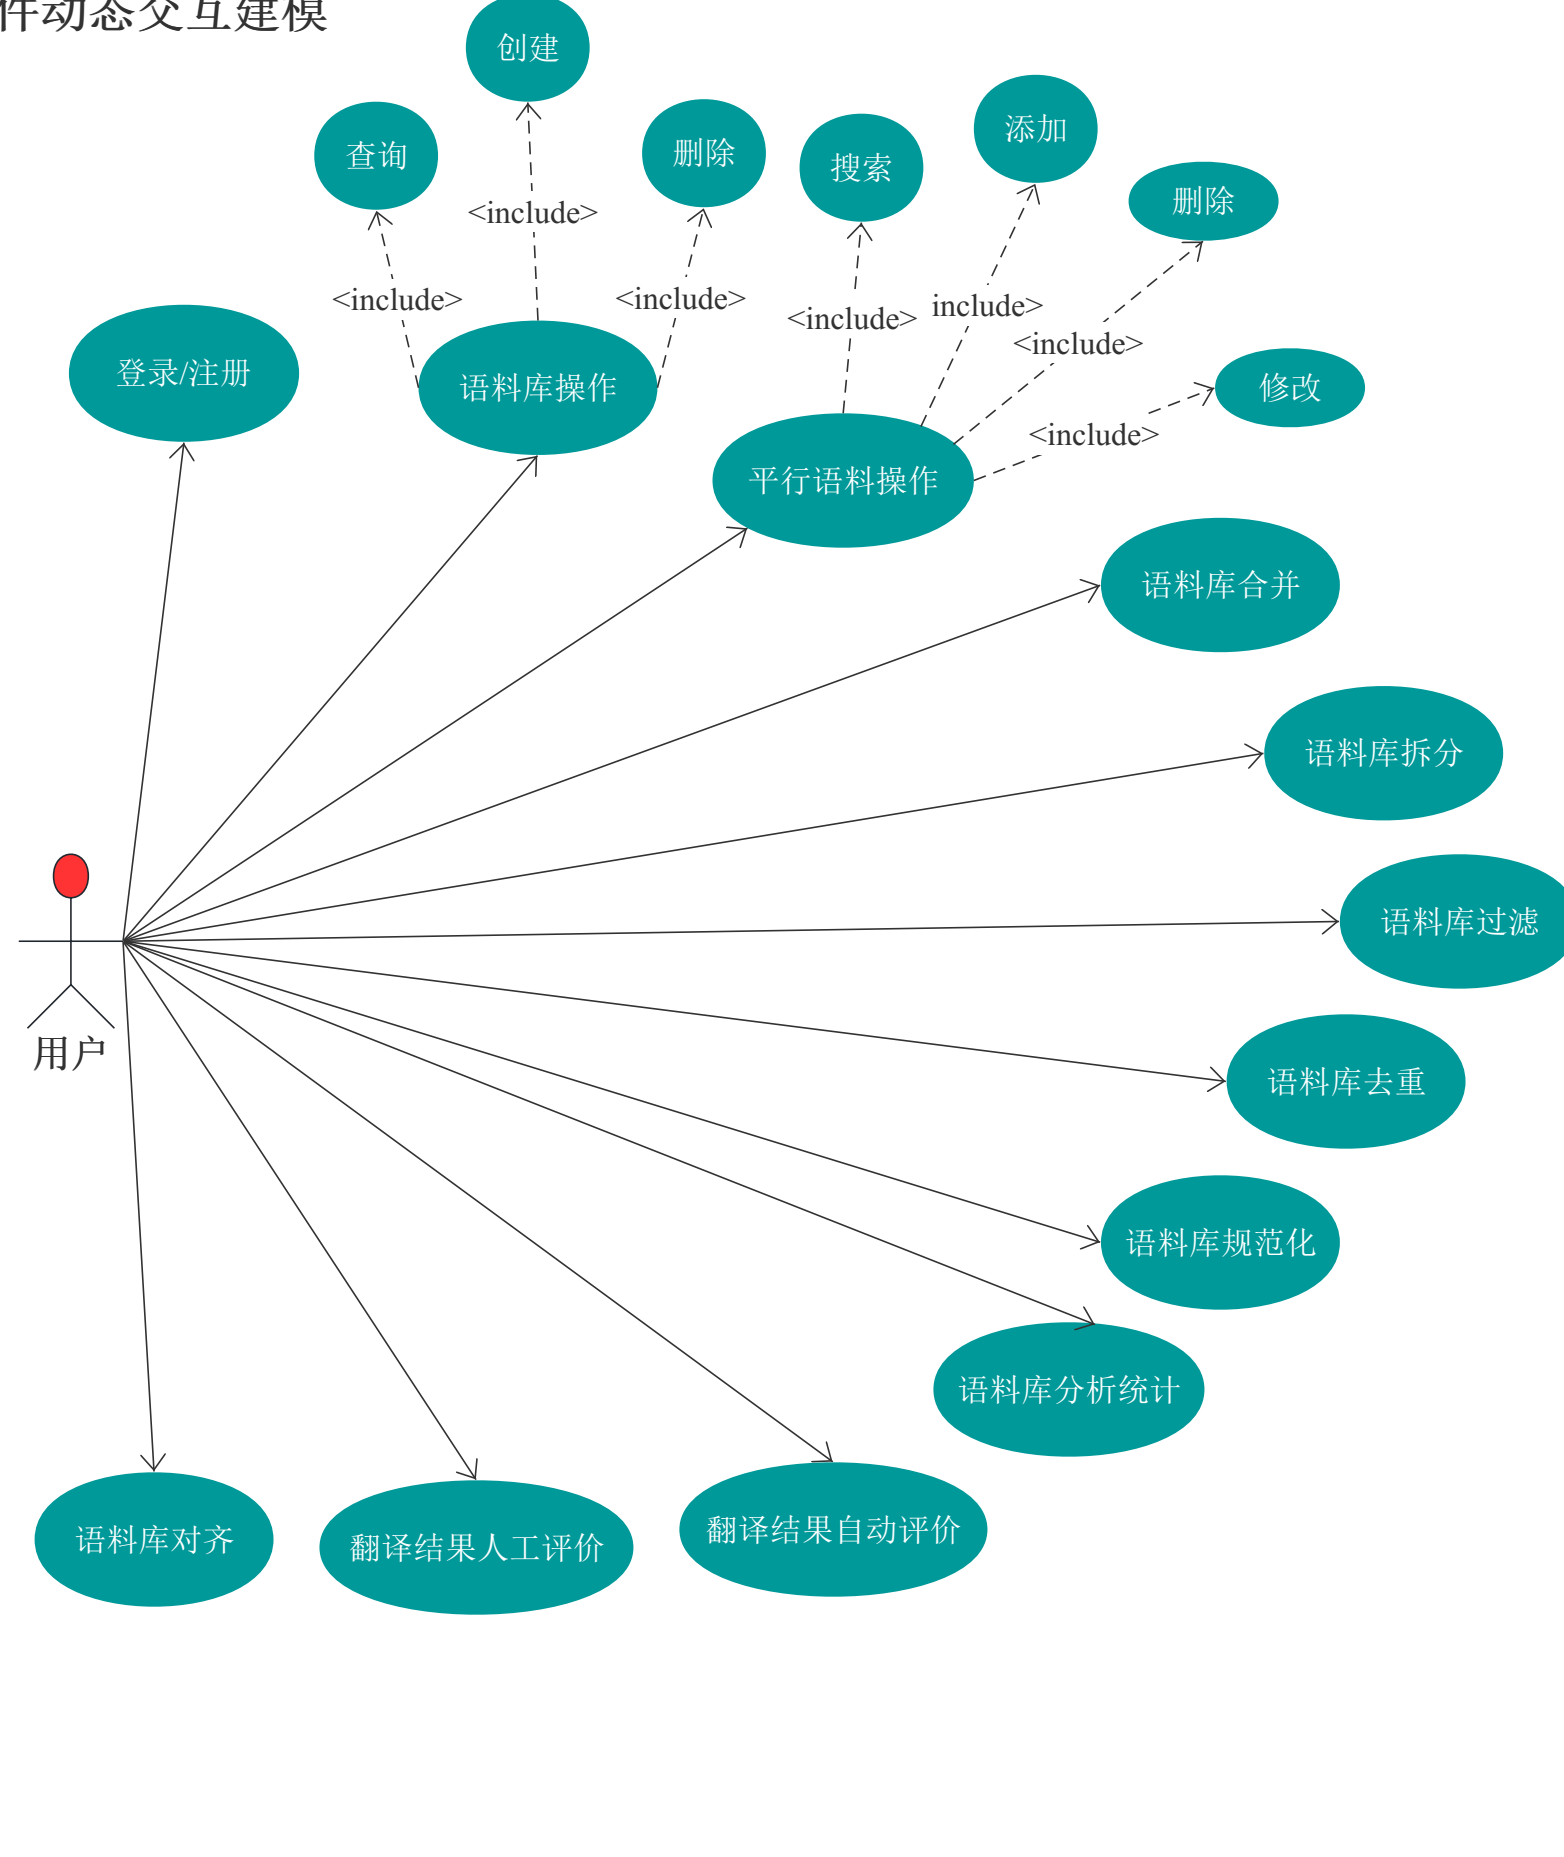 件动态交互建模
创建
添加
查询
删除
搜索
删除
<include>
<include>
<include>
<include>
include>
<include>
登录/注册
语料库操作
修改
<include>
平行语料操作
语料库合并
语料库拆分
语料库过滤
用户
语料库去重
语料库规范化
语料库分析统计
语料库对齐
翻译结果人工评价
翻译结果自动评价